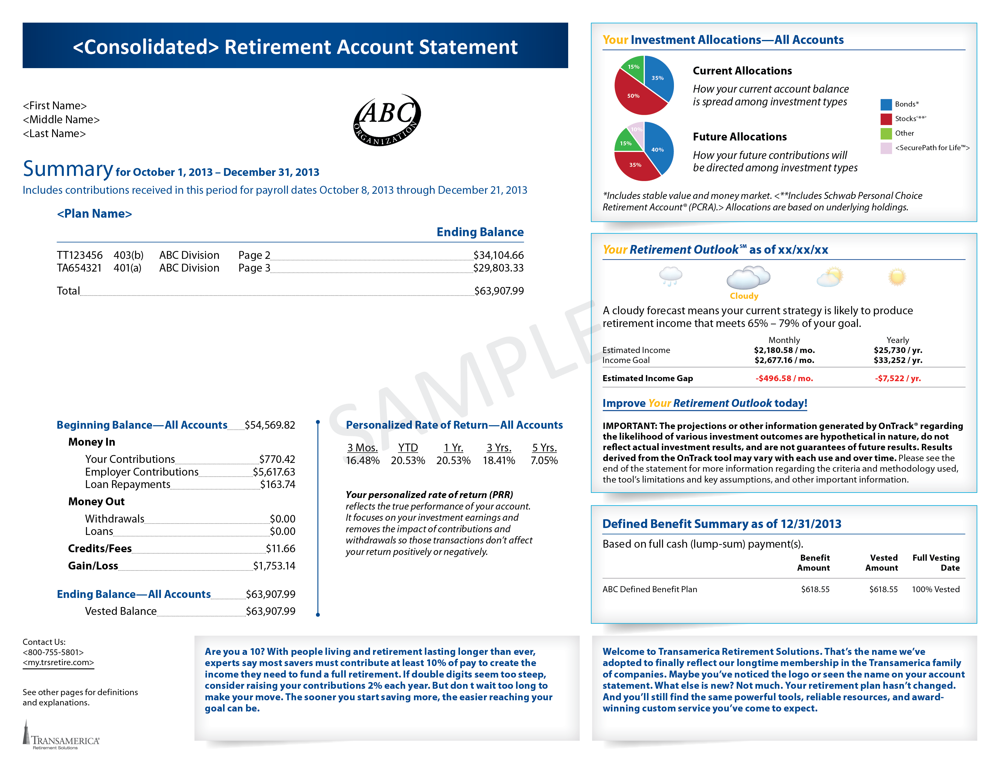 <Consolidated> Retirement Account Statement
<First Name>
<Middle Name>
<Last Name>
ABC
ORGANIZATION
Summary for October 1, 2013 – December 31, 2013
Includes contributions received in this period for payroll dates October 8, 2013 through December 21, 2013
<Plan Name>
Ending Balance
TT123456 403(b) ABC Division Page 2 $34,104.66
TA654321 401(a) ABC Division Page 3 $29,803.33
Total $63,907.99
SAMPLE
Beginning Balance—All Accounts $54,569.82
Money In
Your Contributions $770.42
Employer Contributions $5,617.63
Loan Repayments $163.74
Money Out
Withdrawals $0.00
Loans $0.00
Credits/Fees $11.66
Gain/Loss $1,753.14
Ending Balance—All Accounts $63,907.99
Vested Balance $63,907.99
Personalized Rate of Return—All Accounts
3 Mos. YTD 1 Yr. 3 Yrs. 5 Yrs.
16.48% 20.53% 20.53% 18.41% 7.05%
Your personalized rate of return (PRR)
reflects the true performance of your account.
It focuses on your investment earnings and
removes the impact of contributions and
withdrawals so those transactions don’t affect
your return positively or negatively.
Your Investment Allocations—All Accounts
15%
35%
50%
Current Allocations
How your current account balance
is spread among investment types
10%
15%
40%
35%
Future Allocations
How your future contributions will
be directed among investment types
Bonds*
Stocks<**>
Other
<SecurePath for Life™>
*Includes stable value and money market. <**Includes Schwab Personal Choice
Retirement Account® (PCRA).> Allocations are based on underlying holdings.
Your Retirement Outlook℠ as of xx/xx/xx
Cloudy
A cloudy forecast means your current strategy is likely to produce
retirement income that meets 65% – 79% of your goal.
Monthly Yearly
Estimated Income $2,180.58 / mo. $25,730 / yr.
Income Goal $2,677.16 / mo. $33,252 / yr.
Estimated Income Gap -$496.58 / mo. -$7,522 / yr.
Improve Your Retirement Outlook today!
IMPORTANT: The projections or other information generated by OnTrack® regarding
the likelihood of various investment outcomes are hypothetical in nature, do not
reflect actual investment results, and are not guarantees of future results. Results
derived from the OnTrack tool may vary with each use and over time. Please see the
end of the statement for more information regarding the criteria and methodology used,
the tool’s limitations and key assumptions, and other important information.
Defined Benefit Summary as of 12/31/2013
Based on full cash (lump-sum) payment(s).
Benefit Vested Full Vesting
Amount Amount Date
ABC Defined Benefit Plan $618.55 $618.55 100% Vested
Contact Us:
<800-755-5801>
<my.trsretire.com>
See other pages for definitions
and explanations.
TRANSAMERICA®
Retirement Solutions
Are you a 10? With people living and retirement lasting longer than ever,
experts say most savers must contribute at least 10% of pay to create the
income they need to fund a full retirement. If double digits seem too steep,
consider raising your contributions 2% each year. But don t wait too long to
make your move. The sooner you start saving more, the easier reaching your
goal can be.
Welcome to Transamerica Retirement Solutions. That’s the name we’ve
adopted to finally reflect our longtime membership in the Transamerica family
of companies. Maybe you’ve noticed the logo or seen the name on your account
statement. What else is new? Not much. Your retirement plan hasn’t changed.
And you’ll still find the same powerful tools, reliable resources, and award-
winning custom service you’ve come to expect.